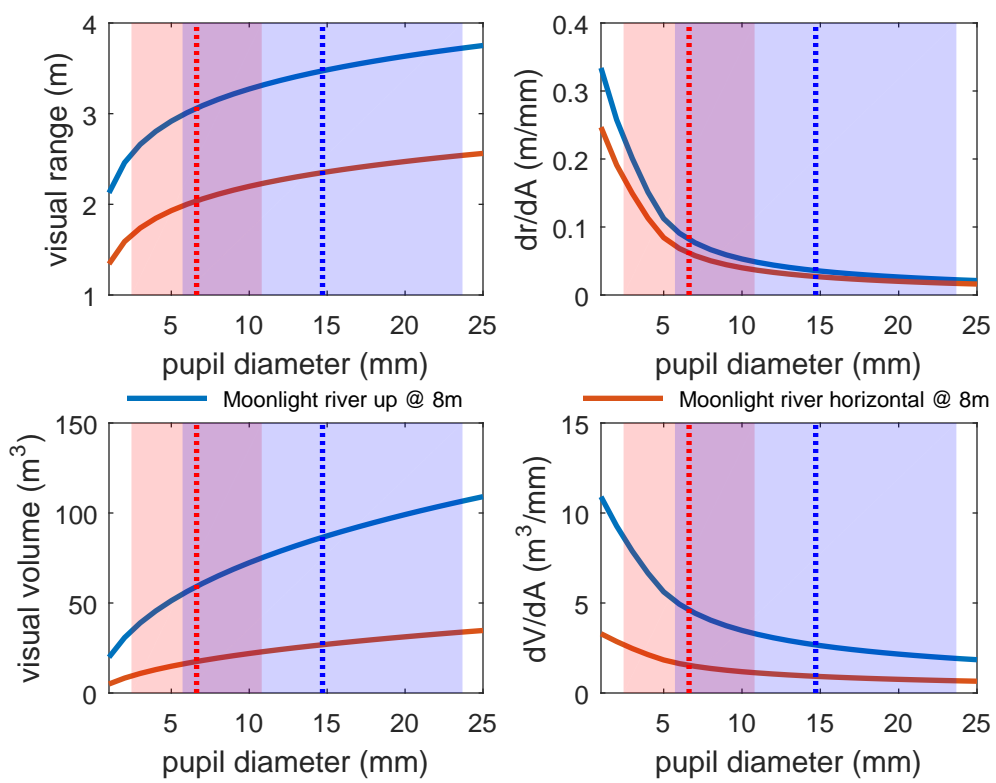 4
3
2
1
visual range (m)
5 10 15 20 25
pupil diameter (mm)
0.4
0.3
0.2
0.1
0
dr/dA (m/mm)
5 10 15 20 25
pupil diameter (mm)
Moonlight river up @ 8m
Moonlight river horizontal @ 8m
150
100
50
0
visual volume (m³)
5 10 15 20 25
pupil diameter (mm)
15
10
5
0
dV/dA (m³/mm)
5 10 15 20 25
pupil diameter (mm)